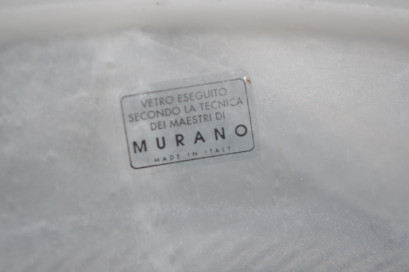 VETRO ESEGUITO
SECONDO LA TECNICA
DEI MAESTRI DI
MURANO
MADE IN ITALY